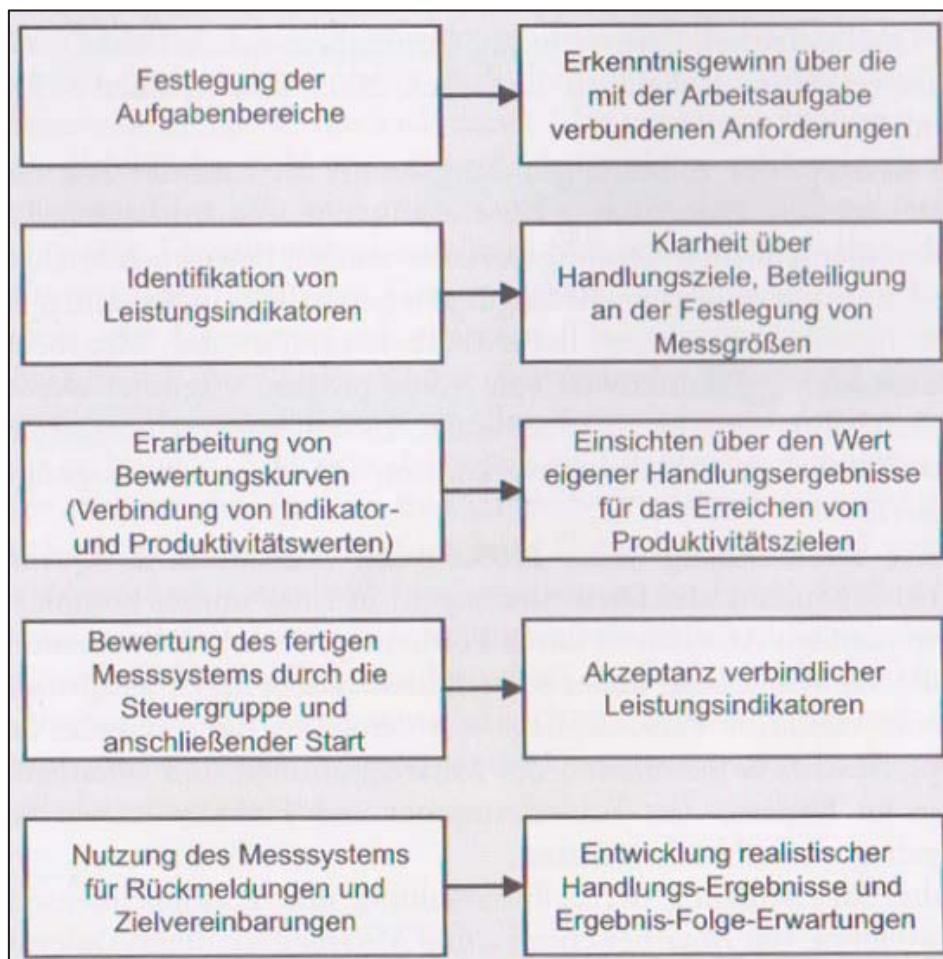 Festlegung der
Aufgabenbereiche
Erkenntnisgewinn über die
mit der Arbeitsaufgabe
verbundenen Anforderungen
Identifikation von
Leistungsindikatoren
Klarheit über
Handlungsziele, Beteiligung
an der Festlegung von
Messgrößen
Erarbeitung von
Bewertungskurven
(Verbindung von Indikator-
und Produktivitätswerten)
Einsichten über den Wert
eigener Handlungsergebnisse
für das Erreichen von
Produktivitätszielen
Bewertung des fertigen
Messsystems durch die
Steuergruppe und
anschließender Start
Akzeptanz verbindlicher
Leistungsindikatoren
Nutzung des Messsystems
für Rückmeldungen und
Zielvereinbarungen
Entwicklung realistischer
Handlungs-Ergebnisse und
Ergebnis-Folge-Erwartungen